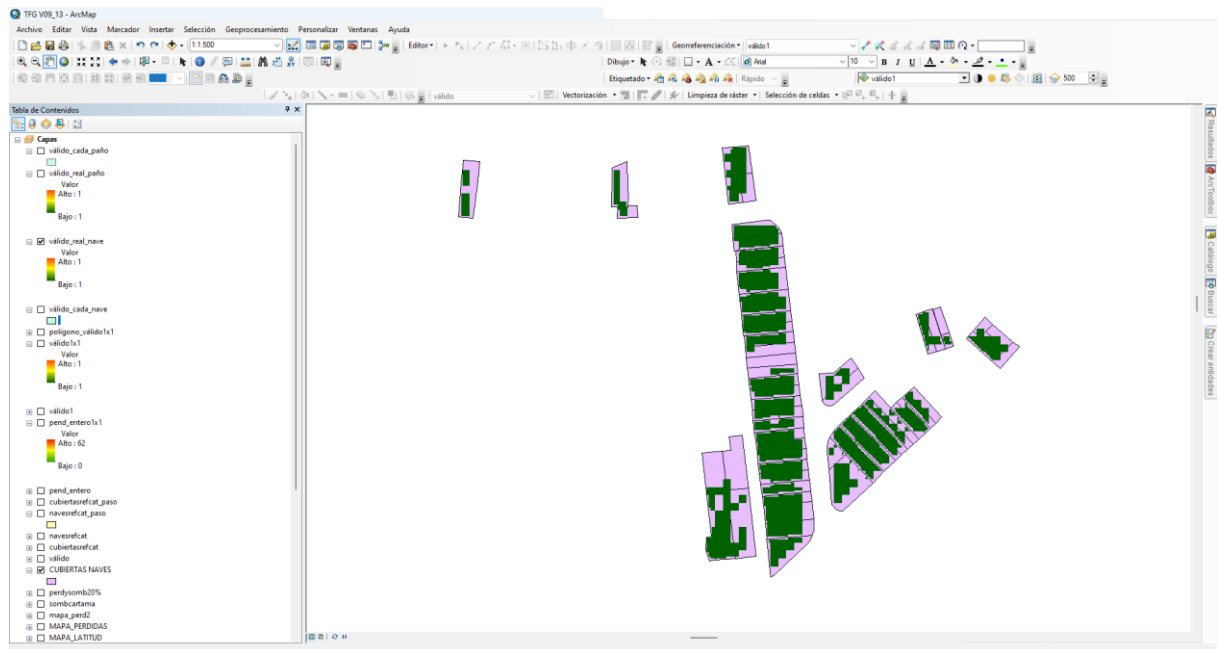 TFG V09_13 - ArcMap
Archivo Editar Vista Marcador Insertar Selección Geoprocesamiento Personalizar Ventanas Ayuda
1:1.500 Editor Georreferenciación válido1
Dibujo Arial 10 B I U A
Etiquetado Rápido válido1 500
válido Vectorización Limpieza de ráster Selección de celdas
Tabla de Contenidos
Capas
válido_cada_paño
válido_real_paño
Valor
Alto : 1
Bajo : 1
válido_real_nave
Valor
Alto : 1
Bajo : 1
válido_cada_nave
polígono_válido1x1
válido1x1
Valor
Alto : 1
Bajo : 1
válido1
pend_entero1x1
Valor
Alto : 62
Bajo : 0
pend_entero
cubiertasrefcat_paso
navesrefcat_paso
navesrefcat
cubiertasrefcat
válido
CUBIERTAS NAVES
perdysomb20%
sombcartama
mapa_perd2
MAPA_PERDIDAS
MAPA_LATITUD
Resultados
ArcToolbox
Catálogo
Buscar
Crear entidades